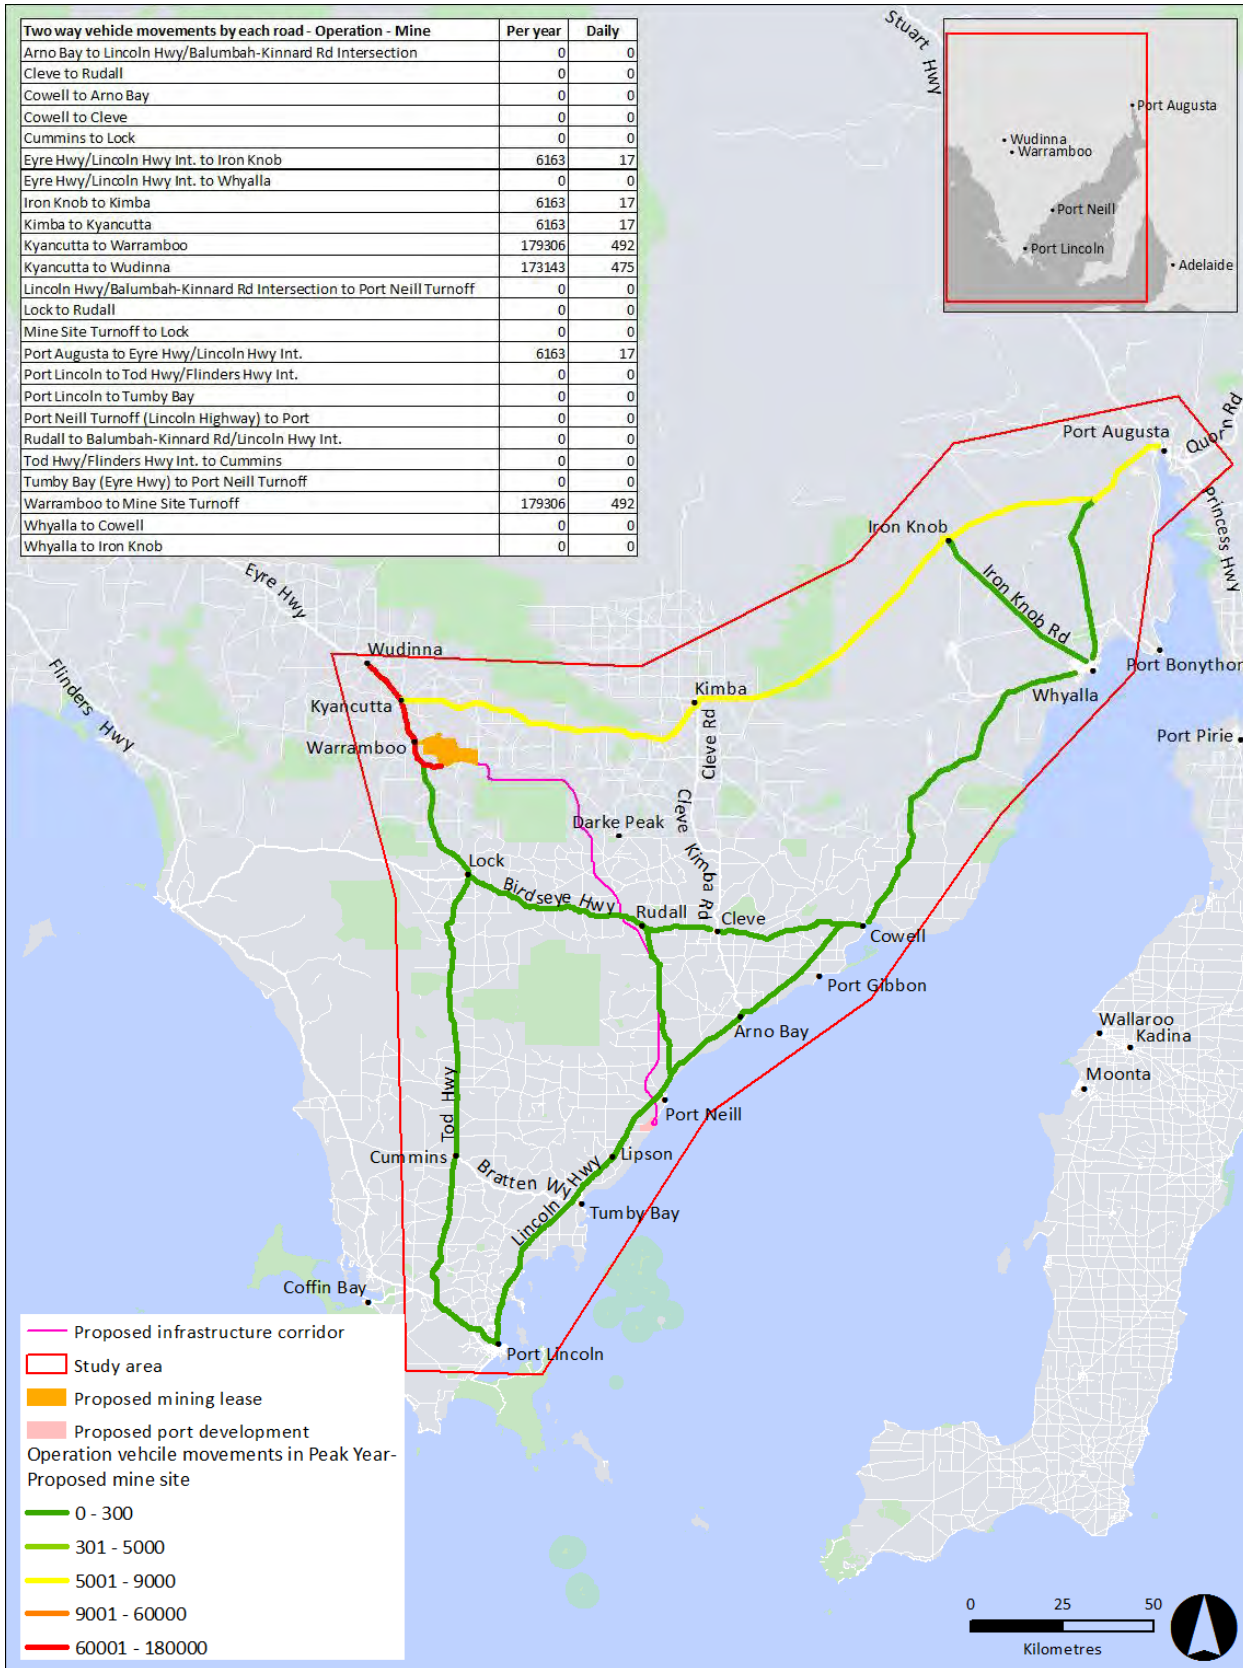 Two way vehicle movements by each road - Operation - Mine Per year Daily
Arno Bay to Lincoln Hwy/Balumbah-Kinnard Rd Intersection 0 0
Cleve to Rudall 0 0
Cowell to Arno Bay 0 0
Cowell to Cleve 0 0
Cummins to Lock 0 0
Eyre Hwy/Lincoln Hwy Int. to Iron Knob 6163 17
Eyre Hwy/Lincoln Hwy Int. to Whyalla 0 0
Iron Knob to Kimba 6163 17
Kimba to Kyancutta 6163 17
Kyancutta to Warramboo 179306 492
Kyancutta to Wudinna 173143 475
Lincoln Hwy/Balumbah-Kinnard Rd Intersection to Port Neill Turnoff 0 0
Lock to Rudall 0 0
Mine Site Turnoff to Lock 0 0
Port Augusta to Eyre Hwy/Lincoln Hwy Int. 6163 17
Port Lincoln to Tod Hwy/Flinders Hwy Int. 0 0
Port Lincoln to Tumby Bay 0 0
Port Neill Turnoff (Lincoln Highway) to Port 0 0
Rudall to Balumbah-Kinnard Rd/Lincoln Hwy Int. 0 0
Tod Hwy/Flinders Hwy Int. to Cummins 0 0
Tumby Bay (Eyre Hwy) to Port Neill Turnoff 0 0
Warramboo to Mine Site Turnoff 179306 492
Whyalla to Cowell 0 0
Whyalla to Iron Knob 0 0
Stuart Hwy
Port Augusta
Wudinna
Warramboo
Port Neill
Port Lincoln
Adelaide
Port Augusta
Quorn Rd
Princess Hwy
Iron Knob
Iron Knob Rd
Eyre Hwy
Flinders Hwy
Wudinna
Port Bonython
Whyalla
Kimba
Kyancutta
Port Pirie
Warramboo
Cleve Rd
Cleve Kimba Rd
Darke Peak
Lock
Birdseye Hwy
Rudall
Cleve
Cowell
Port Gibbon
Arno Bay
Wallaroo
Kadina
Moonta
Tod Hwy
Port Neill
Cummins
Lipson
Bratten Wy
Lincoln Hwy
Tumby Bay
Coffin Bay
Port Lincoln
Proposed infrastructure corridor
Study area
Proposed mining lease
Proposed port development
Operation vehcile movements in Peak Year-
Proposed mine site
0 - 300
301 - 5000
5001 - 9000
9001 - 60000
60001 - 180000
0 25 50
Kilometres